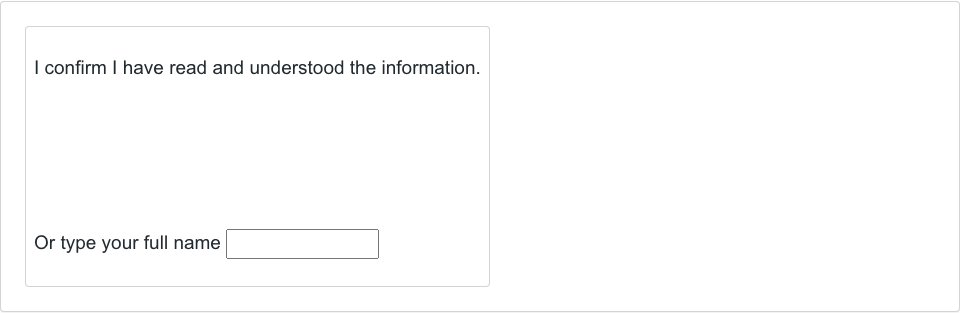 I confirm I have read and understood the information.
Or type your full name